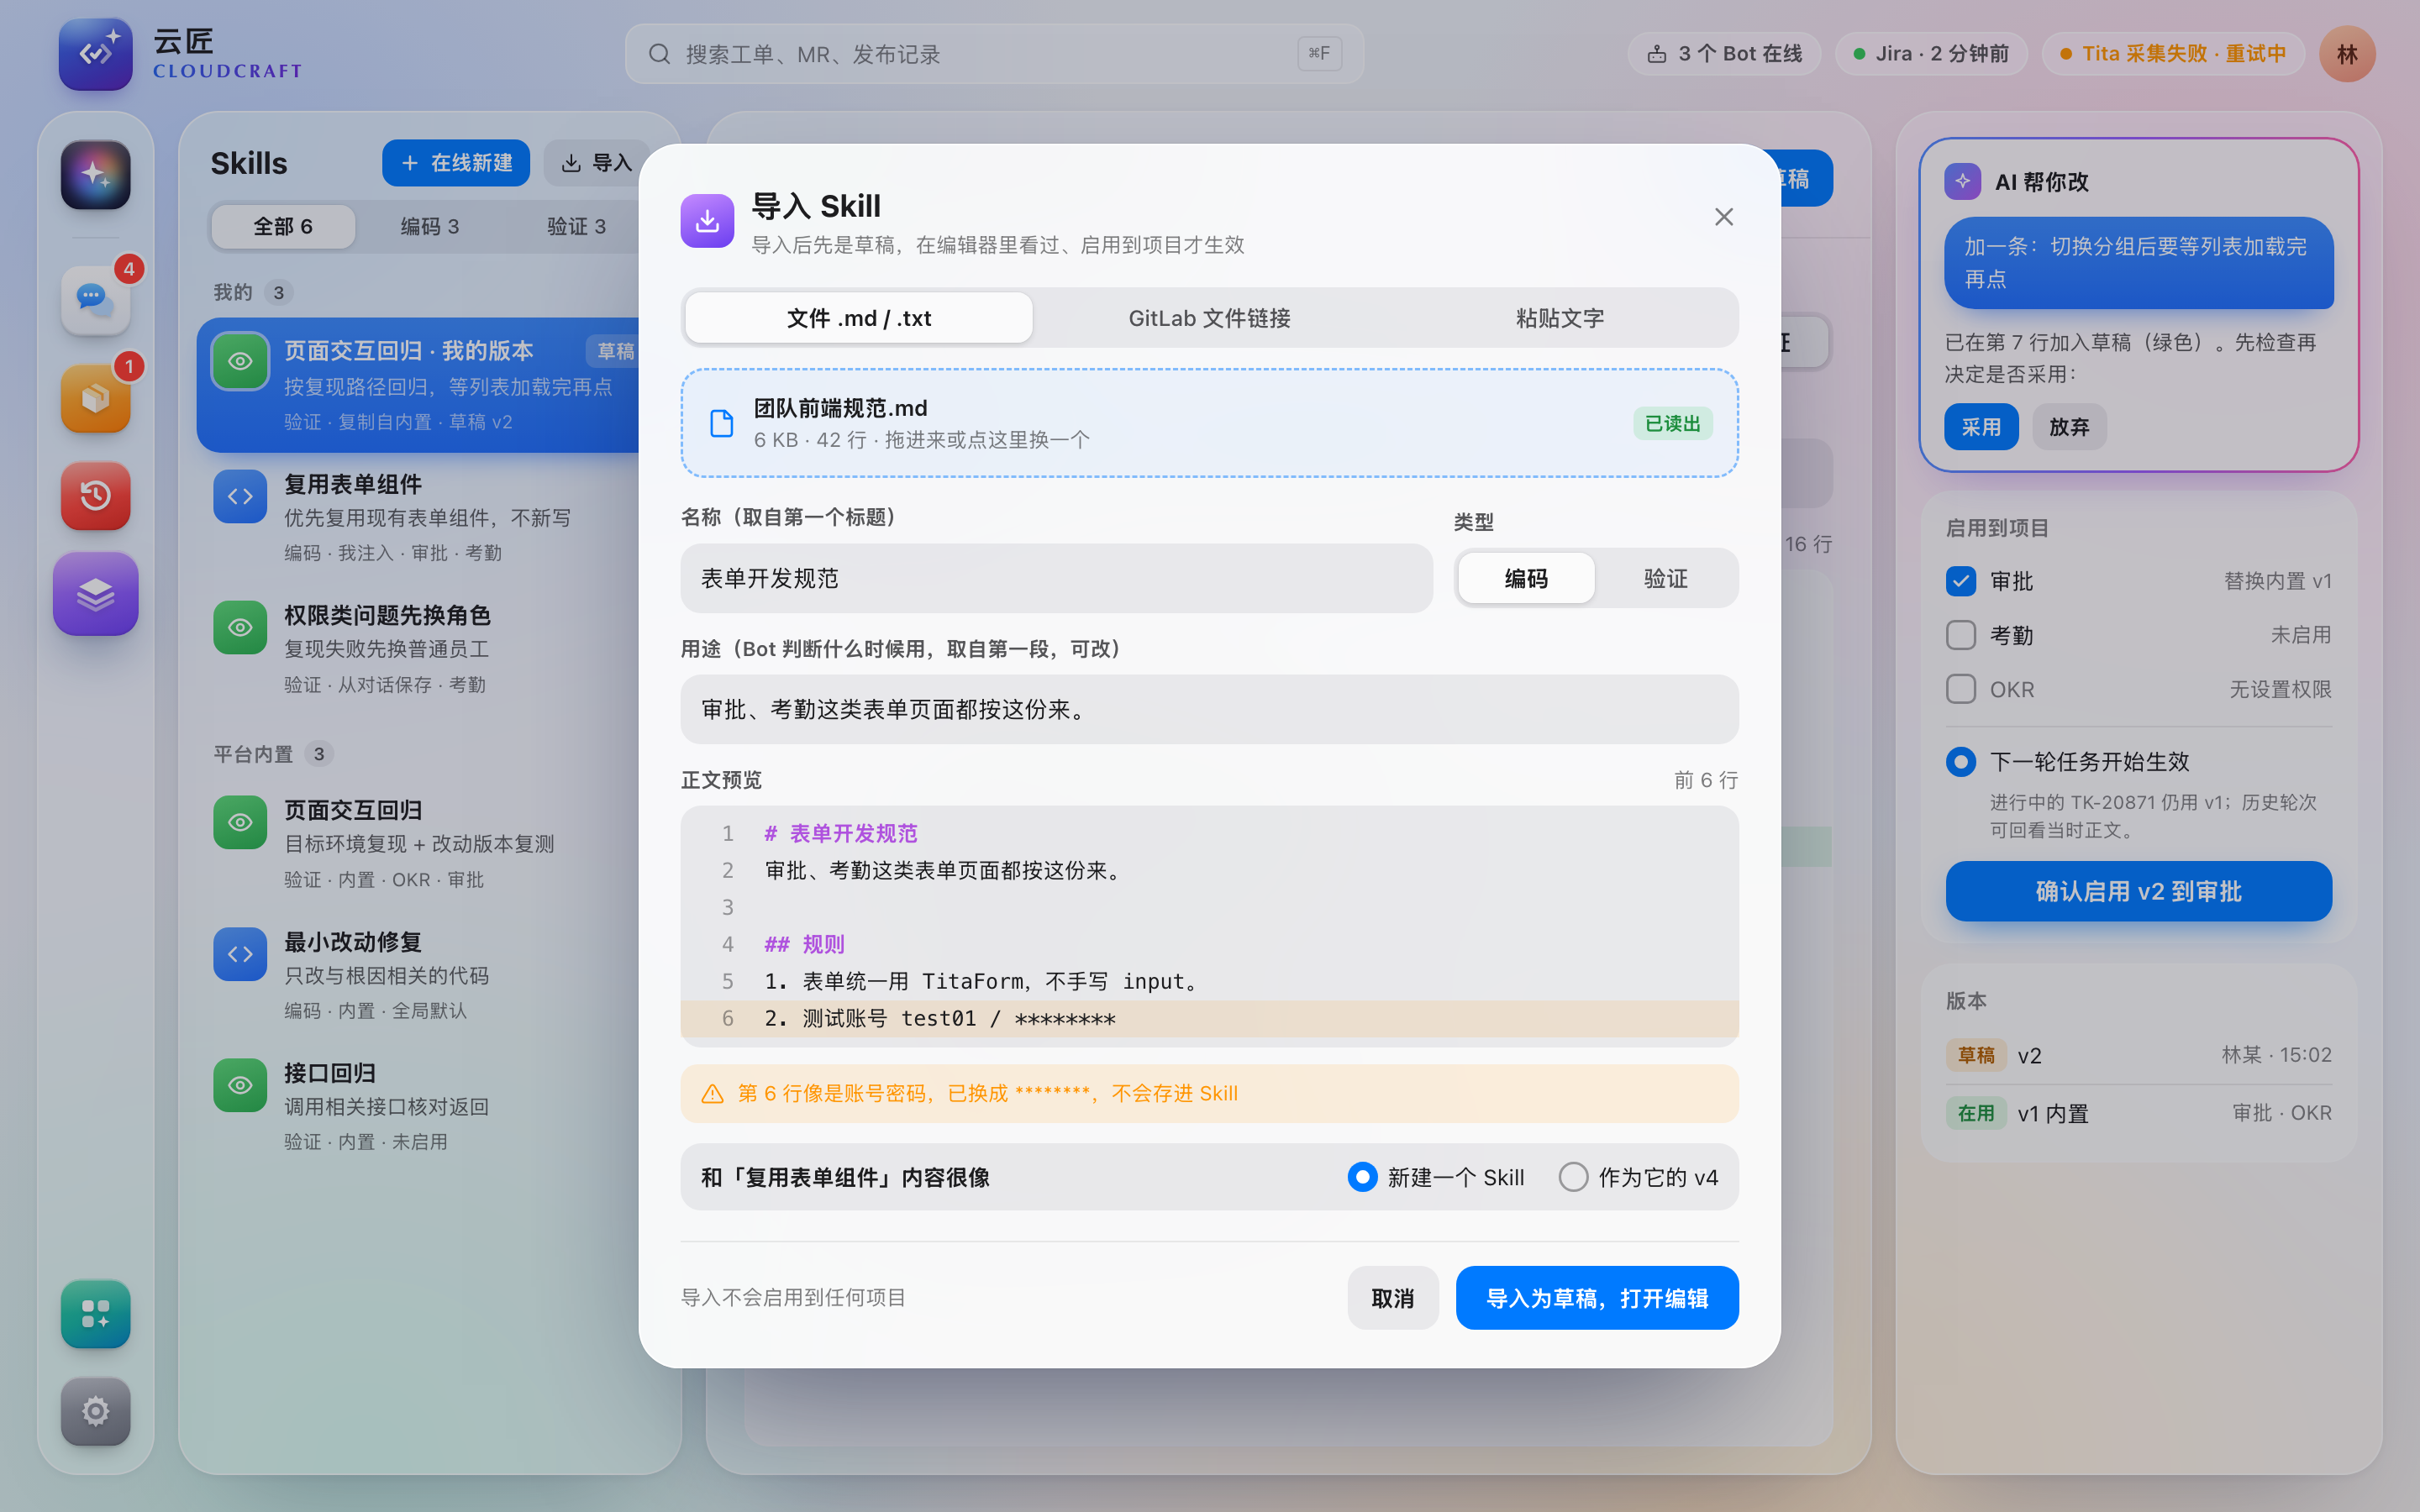 云匠
CLOUDCRAFT
搜索工单、MR、发布记录
⌘F
3 个 Bot 在线
Jira · 2 分钟前
Tita 采集失败 · 重试中
林
4
1
Skills
在线新建
导入
全部 6
编码 3
验证 3
我的 3
页面交互回归 · 我的版本
草稿
按复现路径回归，等列表加载完再点
验证 · 复制自内置 · 草稿 v2
复用表单组件
优先复用现有表单组件，不新写
编码 · 我注入 · 审批 · 考勤
权限类问题先换角色
复现失败先换普通员工
验证 · 从对话保存 · 考勤
平台内置 3
页面交互回归
目标环境复现 + 改动版本复测
验证 · 内置 · OKR · 审批
最小改动修复
只改与根因相关的代码
编码 · 内置 · 全局默认
接口回归
调用相关接口核对返回
验证 · 内置 · 未启用
导入 Skill
导入后先是草稿，在编辑器里看过、启用到项目才生效
文件 .md / .txt
GitLab 文件链接
粘贴文字
团队前端规范.md
6 KB · 42 行 · 拖进来或点这里换一个
已读出
名称（取自第一个标题）
类型
表单开发规范
编码
验证
用途（Bot 判断什么时候用，取自第一段，可改）
审批、考勤这类表单页面都按这份来。
正文预览
前 6 行
1 # 表单开发规范
2 审批、考勤这类表单页面都按这份来。
3
4 ## 规则
5 1. 表单统一用 TitaForm，不手写 input。
6 2. 测试账号 test01 / ********
第 6 行像是账号密码，已换成 ********，不会存进 Skill
和「复用表单组件」内容很像
新建一个 Skill
作为它的 v4
导入不会启用到任何项目
取消
导入为草稿，打开编辑
稿
16 行
AI 帮你改
加一条：切换分组后要等列表加载完
再点
已在第 7 行加入草稿（绿色）。先检查再
决定是否采用：
采用
放弃
启用到项目
审批
替换内置 v1
考勤
未启用
OKR
无设置权限
下一轮任务开始生效
进行中的 TK-20871 仍用 v1；历史轮次
可回看当时正文。
确认启用 v2 到审批
版本
草稿 v2
林某 · 15:02
在用 v1 内置
审批 · OKR